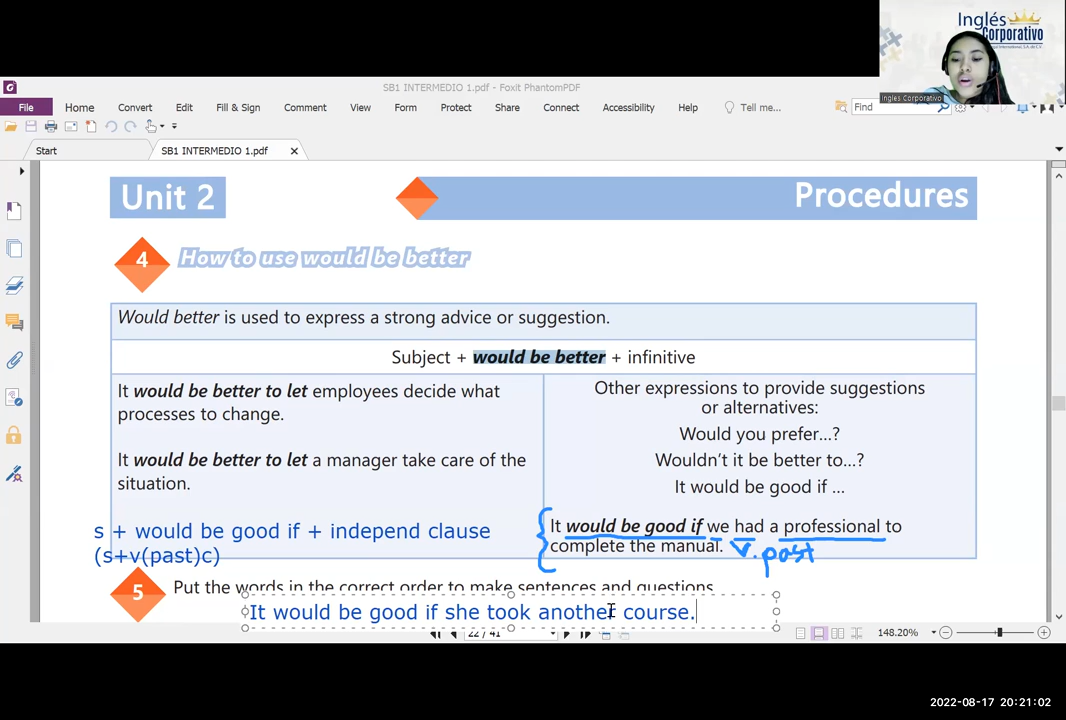 Inglés
Corporativo
Inglés Corporativo
SB1 INTERMEDIO 1.pdf - Foxit PhantomPDF
File Home Convert Edit Fill & Sign Comment View Form Protect Share Connect Accessibility Help Tell me... Find
Start SB1 INTERMEDIO 1.pdf
Unit 2 Procedures
4 How to use would be better
Would better is used to express a strong advice or suggestion.
Subject + would be better + infinitive
It would be better to let employees decide what
processes to change.
It would be better to let a manager take care of the
situation.
s + would be good if + independ clause
(s+v(past)c)
Other expressions to provide suggestions
or alternatives:
Would you prefer...?
Wouldn't it be better to...?
It would be good if ...
It would be good if we had a professional to
complete the manual.
v. past
5 Put the words in the correct order to make sentences and questions.
It would be good if she took another course.
22 / 41
148.20%
2022-08-17 20:21:02